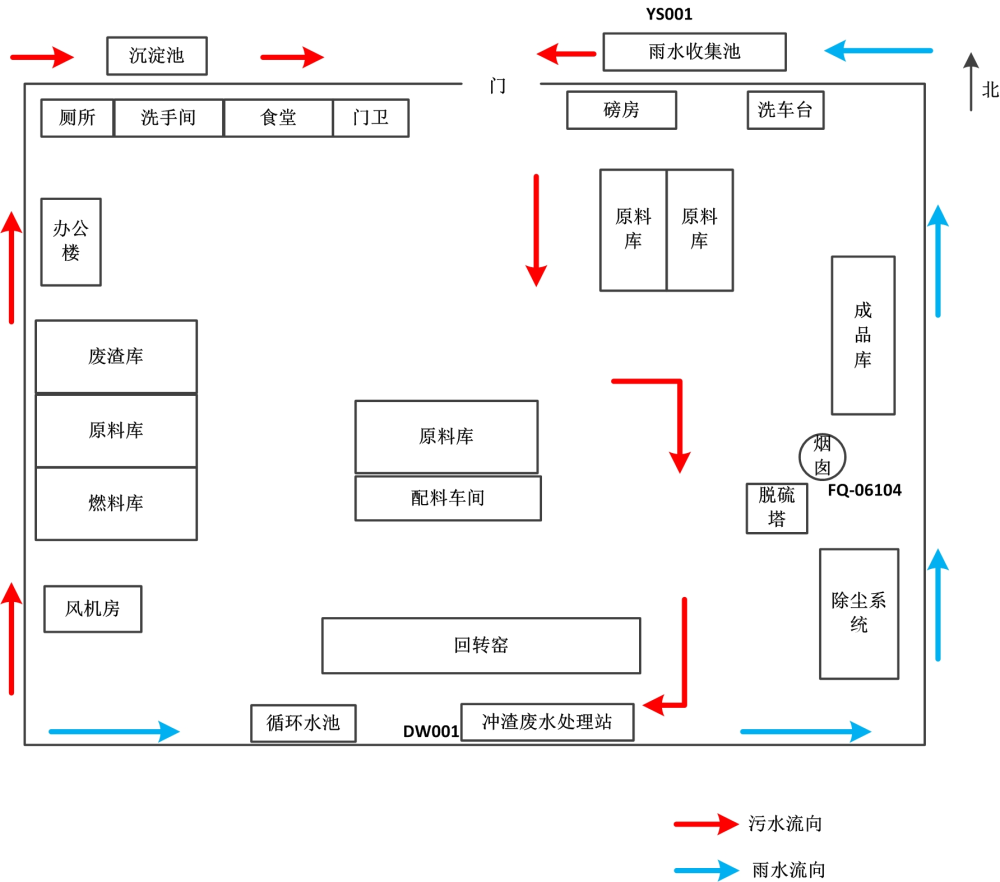 YS001
沉淀池
雨水收集池
北
门
厕所
洗手间
食堂
门卫
磅房
洗车台
办公
楼
原料
库
原料
库
成
品
库
废渣库
原料库
燃料库
原料库
配料车间
烟
囱
FQ-06104
脱硫
塔
风机房
除尘系
统
回转窑
循环水池
DW001
冲渣废水处理站
污水流向
雨水流向